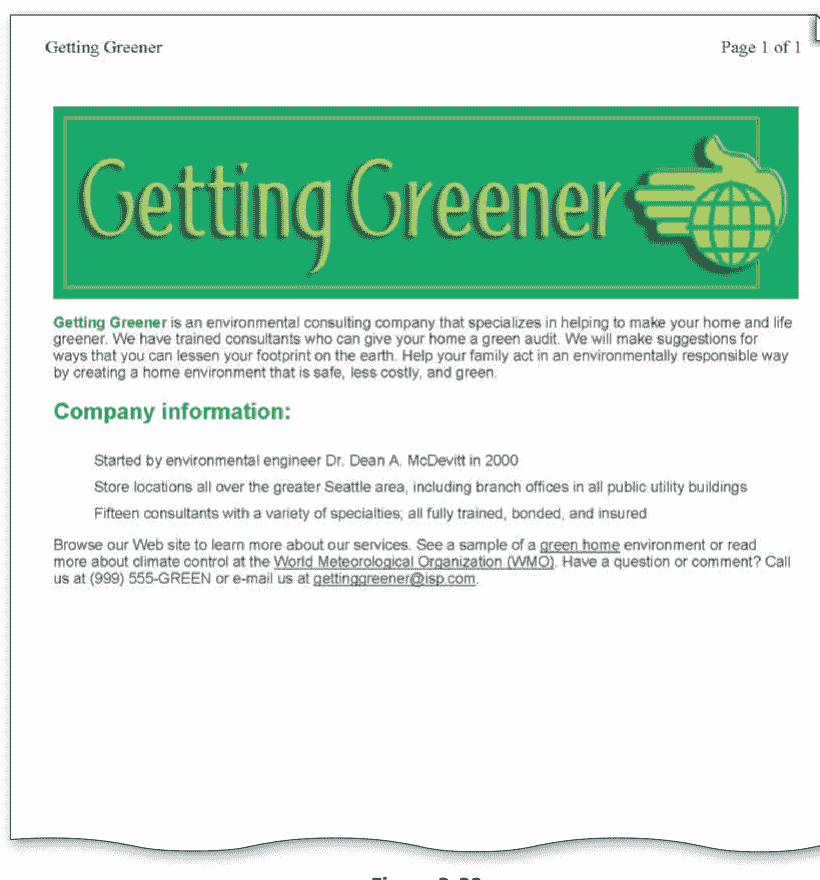 Getting Greener
Page 1 of 1
Getting Greener
Getting Greener is an environmental consulting company that specializes in helping to make your home and life
greener. We have trained consultants who can give your home a green audit. We will make suggestions for
ways that you can lessen your footprint on the earth. Help your family act in an environmentally responsible way
by creating a home environment that is safe, less costly, and green.
Company information:
Started by environmental engineer Dr. Dean A. McDevitt in 2000
Store locations all over the greater Seattle area, including branch offices in all public utility buildings
Fifteen consultants with a variety of specialties; all fully trained, bonded, and insured
Browse our Web site to learn more about our services. See a sample of a green home environment or read
more about climate control at the World Meteorological Organization (WMO). Have a question or comment? Call
us at (999) 555-GREEN or e-mail us at gettinggreener@isp.com.